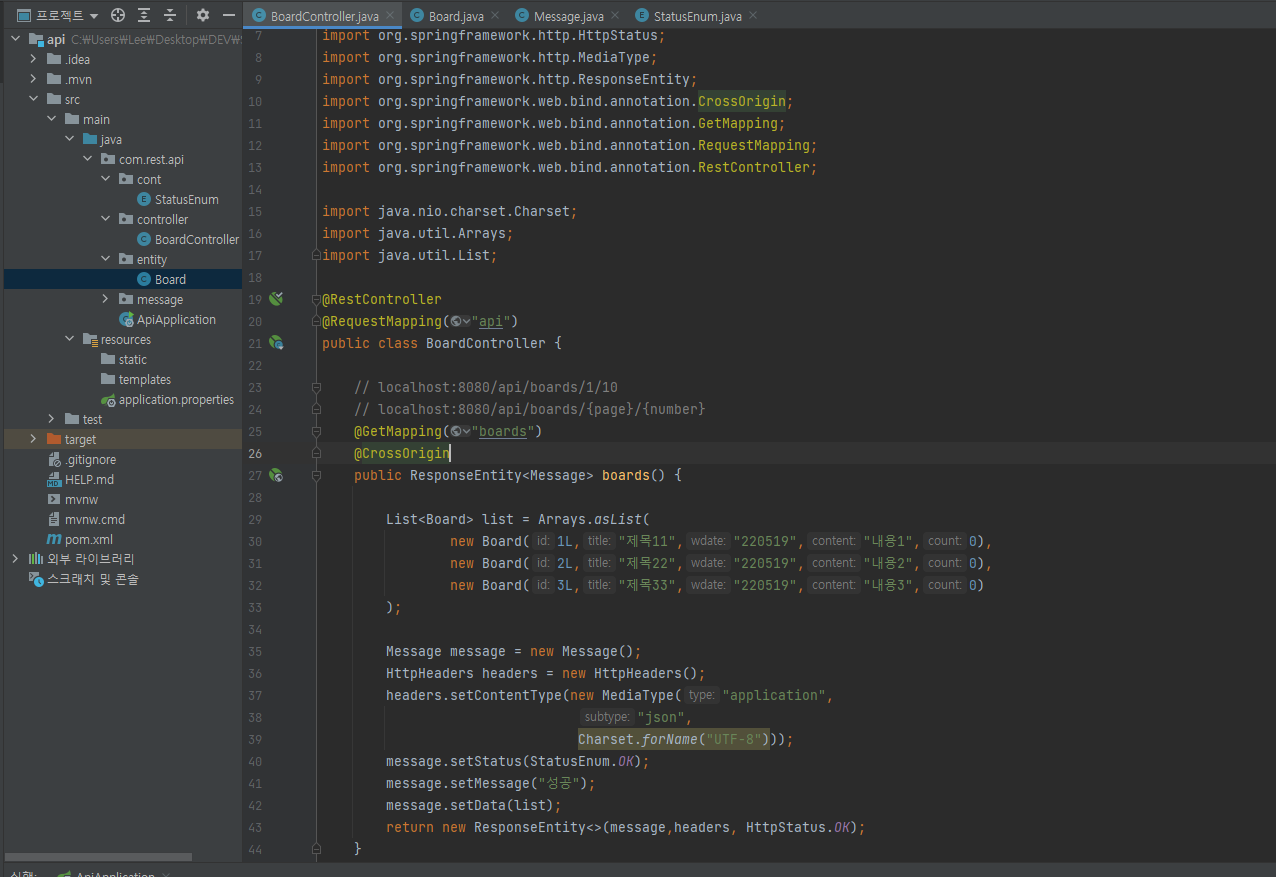 프로젝트
BoardController.java
Board.java
Message.java
StatusEnum.java
api C:₩Users₩Lee₩Desktop₩DEV₩
.idea
.mvn
src
main
java
com.rest.api
cont
StatusEnum
controller
BoardController
entity
Board
message
ApiApplication
resources
static
templates
application.properties
test
target
.gitignore
HELP.md
mvnw
mvnw.cmd
pom.xml
외부 라이브러리
스크래치 및 콘솔
7 import org.springframework.http.HttpStatus;
8 import org.springframework.http.MediaType;
9 import org.springframework.http.ResponseEntity;
10 import org.springframework.web.bind.annotation.CrossOrigin;
11 import org.springframework.web.bind.annotation.GetMapping;
12 import org.springframework.web.bind.annotation.RequestMapping;
13 import org.springframework.web.bind.annotation.RestController;
14
15 import java.nio.charset.Charset;
16 import java.util.Arrays;
17 import java.util.List;
18
19 @RestController
20 @RequestMapping("api")
21 public class BoardController {
22
23 // localhost:8080/api/boards/1/10
24 // localhost:8080/api/boards/{page}/{number}
25 @GetMapping("boards")
26 @CrossOrigin
27 public ResponseEntity<Message> boards() {
28
29 List<Board> list = Arrays.asList(
30 new Board( id: 1L, title: "제목11", wdate: "220519", content: "내용1", count: 0),
31 new Board( id: 2L, title: "제목22", wdate: "220519", content: "내용2", count: 0),
32 new Board( id: 3L, title: "제목33", wdate: "220519", content: "내용3", count: 0)
33 );
34
35 Message message = new Message();
36 HttpHeaders headers = new HttpHeaders();
37 headers.setContentType(new MediaType( type: "application",
38 subtype: "json",
39 Charset.forName("UTF-8")));
40 message.setStatus(StatusEnum.OK);
41 message.setMessage("성공");
42 message.setData(list);
43 return new ResponseEntity<>(message,headers, HttpStatus.OK);
44 }
실행: ApiApplication